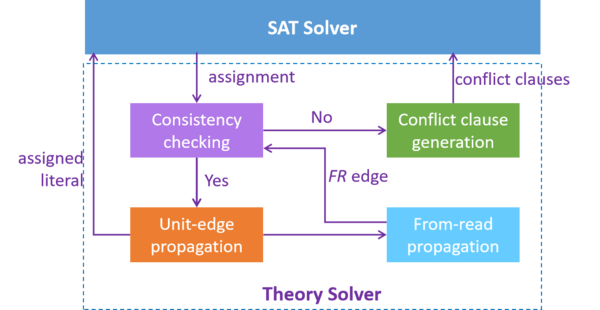 SAT Solver
assignment
conflict clauses
Consistency
checking
No
Conflict clause
generation
assigned
literal
Yes
FR edge
Unit-edge
propagation
From-read
propagation
Theory Solver